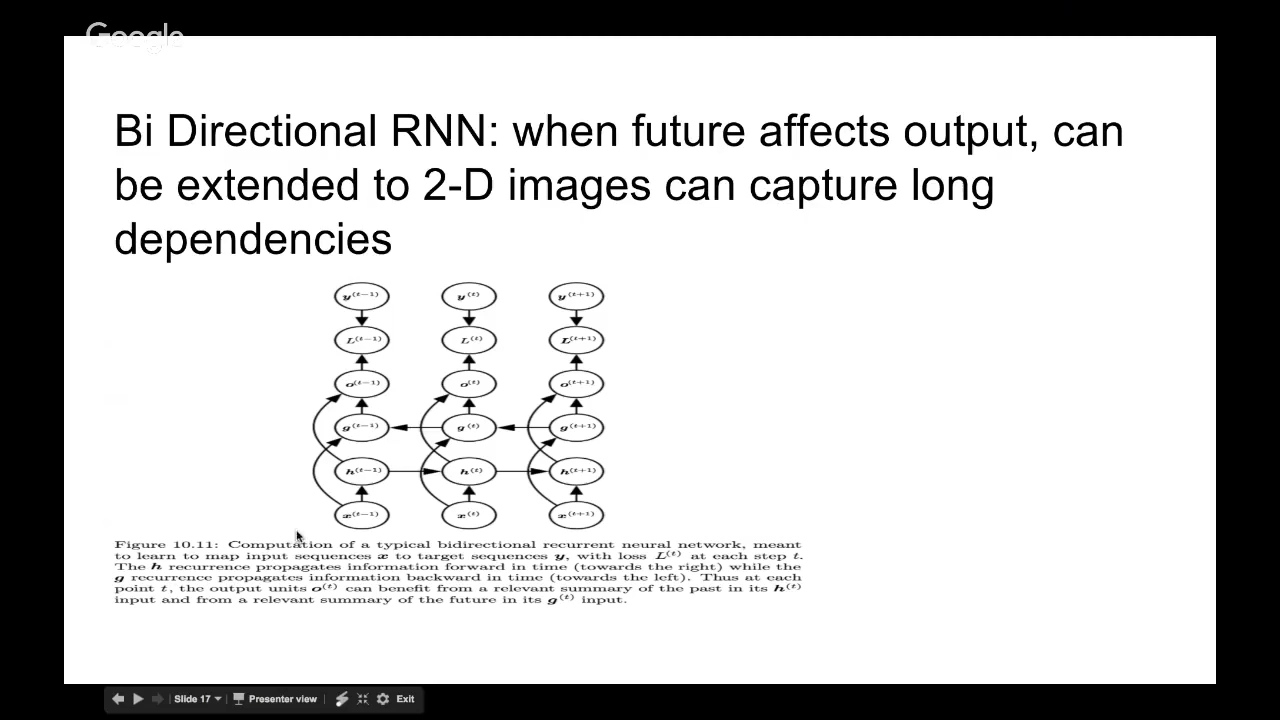 Google
Bi Directional RNN: when future affects output, can
be extended to 2-D images can capture long
dependencies
y(t−1) y(t) y(t+1)
L(t−1) L(t) L(t+1)
o(t−1) o(t) o(t+1)
g(t−1) g(t) g(t+1)
h(t−1) h(t) h(t+1)
x(t−1) x(t) x(t+1)
Figure 10.11: Computation of a typical bidirectional recurrent neural network, meant
to learn to map input sequences x to target sequences y, with loss L(t) at each step t.
The h recurrence propagates information forward in time (towards the right) while the
g recurrence propagates information backward in time (towards the left). Thus at each
point t, the output units o(t) can benefit from a relevant summary of the past in its h(t)
input and from a relevant summary of the future in its g(t) input.
Slide 17 Presenter view Exit